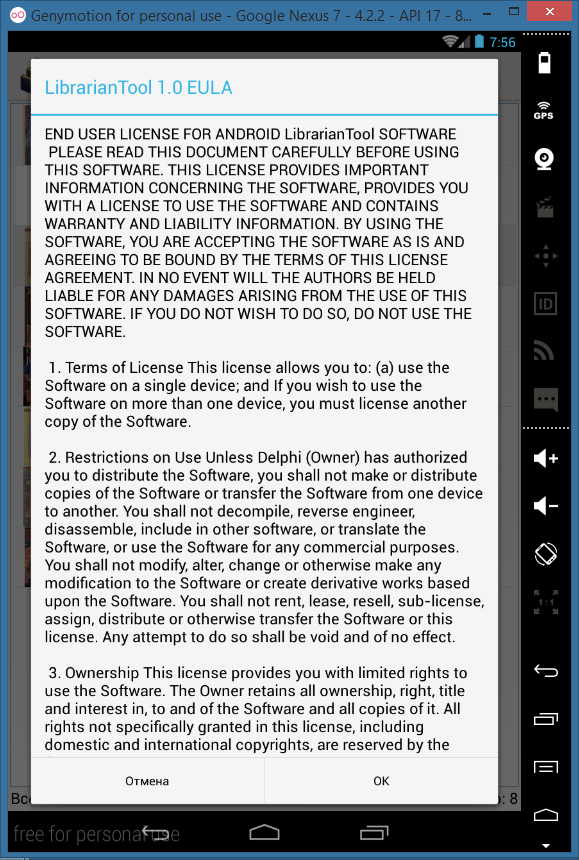 Genymotion for personal use - Google Nexus 7 - 4.2.2 - API 17 - 8...
7:56
GPS
LibrarianTool 1.0 EULA
END USER LICENSE FOR ANDROID LibrarianTool SOFTWARE
PLEASE READ THIS DOCUMENT CAREFULLY BEFORE USING
THIS SOFTWARE. THIS LICENSE PROVIDES IMPORTANT
INFORMATION CONCERNING THE SOFTWARE, PROVIDES YOU
WITH A LICENSE TO USE THE SOFTWARE AND CONTAINS
WARRANTY AND LIABILITY INFORMATION. BY USING THE
SOFTWARE, YOU ARE ACCEPTING THE SOFTWARE AS IS AND
AGREEING TO BE BOUND BY THE TERMS OF THIS LICENSE
AGREEMENT. IN NO EVENT WILL THE AUTHORS BE HELD
LIABLE FOR ANY DAMAGES ARISING FROM THE USE OF THIS
SOFTWARE. IF YOU DO NOT WISH TO DO SO, DO NOT USE THE
SOFTWARE.
1. Terms of License This license allows you to: (a) use the
Software on a single device; and If you wish to use the
Software on more than one device, you must license another
copy of the Software.
2. Restrictions on Use Unless Delphi (Owner) has authorized
you to distribute the Software, you shall not make or distribute
copies of the Software or transfer the Software from one device
to another. You shall not decompile, reverse engineer,
disassemble, include in other software, or translate the
Software, or use the Software for any commercial purposes.
You shall not modify, alter, change or otherwise make any
modification to the Software or create derivative works based
upon the Software. You shall not rent, lease, resell, sub-license,
assign, distribute or otherwise transfer the Software or this
license. Any attempt to do so shall be void and of no effect.
3. Ownership This license provides you with limited rights to
use the Software. The Owner retains all ownership, right, title
and interest in, to and of the Software and all copies of it. All
rights not specifically granted in this license, including
domestic and international copyrights, are reserved by the
Отмена
OK
ID
1:1
: 8
free for personal use